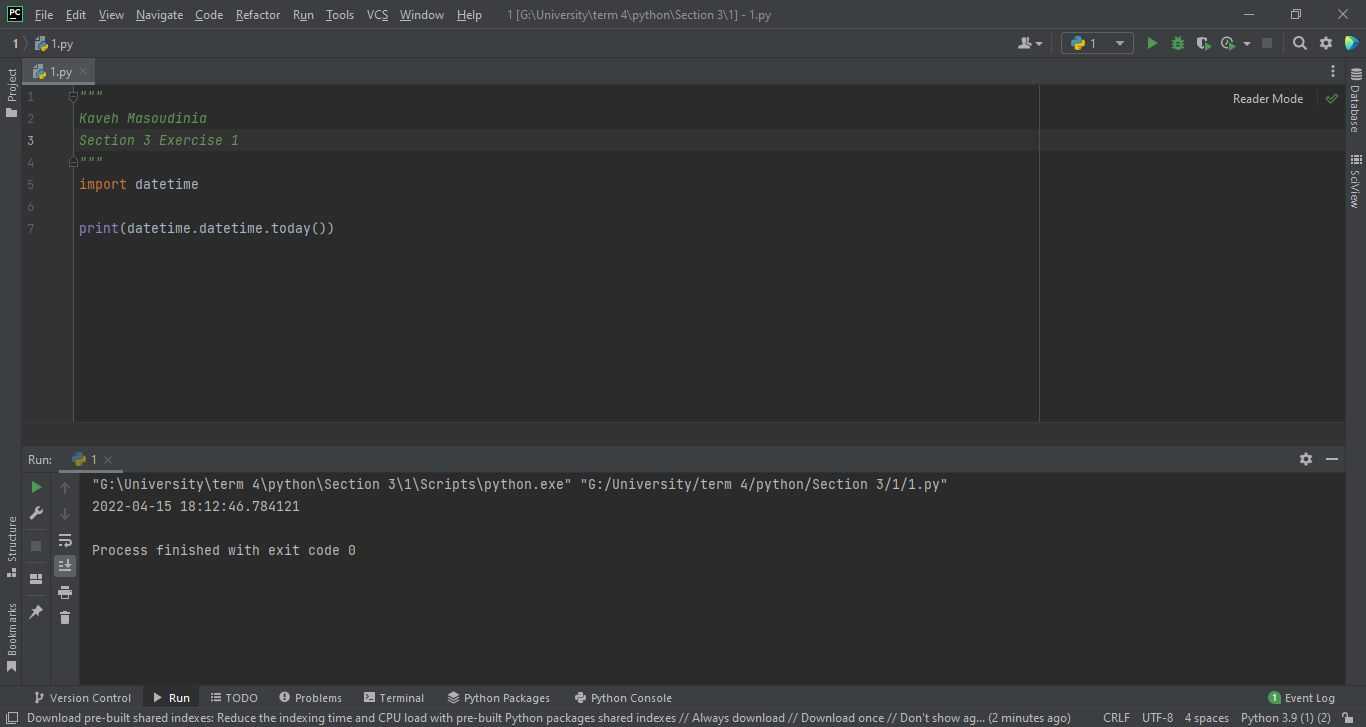 PC File Edit View Navigate Code Refactor Run Tools VCS Window Help 1 [G:\University\term 4\python\Section 3\1] - 1.py
1 1.py 1
Project
1.py
1 """ Reader Mode
2 Kaveh Masoudinia
3 Section 3 Exercise 1
4 """
5 import datetime
6
7 print(datetime.datetime.today())
Database
SciView
Run: 1
"G:\University\term 4\python\Section 3\1\Scripts\python.exe" "G:/University/term 4/python/Section 3/1/1.py"
2022-04-15 18:12:46.784121
Process finished with exit code 0
Structure
Bookmarks
Version Control Run TODO Problems Terminal Python Packages Python Console 1 Event Log
Download pre-built shared indexes: Reduce the indexing time and CPU load with pre-built Python packages shared indexes // Always download // Download once // Don't show ag... (2 minutes ago) CRLF UTF-8 4 spaces Python 3.9 (1) (2)